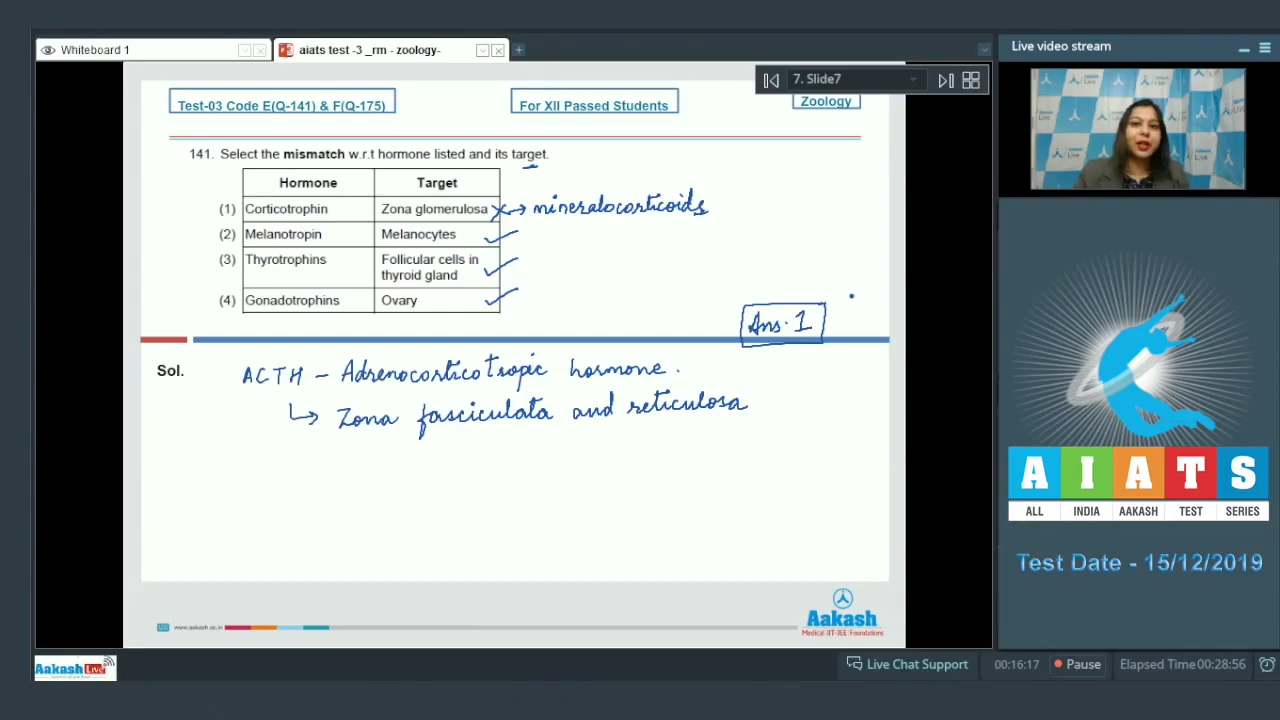 Whiteboard 1
aiats test -3 _rm - zoology-
Live video stream
7. Slide7
Test-03 Code E(Q-141) & F(Q-175)
For XII Passed Students
Zoology
141. Select the mismatch w.r.t hormone listed and its target.
Hormone Target
(1) Corticotrophin Zona glomerulosa → mineralocorticoids
(2) Melanotropin Melanocytes
(3) Thyrotrophins Follicular cells in
thyroid gland
(4) Gonadotrophins Ovary
Ans. 1
Sol. ACTH - Adrenocorticotropic hormone.
↳ Zona fasciculata and reticulosa
A I A T S
ALL INDIA AAKASH TEST SERIES
Test Date - 15/12/2019
www.aakash.ac.in
Aakash
Medical | IIT-JEE | Foundations
Aakash Live
Live Chat Support
00:16:17
Pause
Elapsed Time 00:28:56